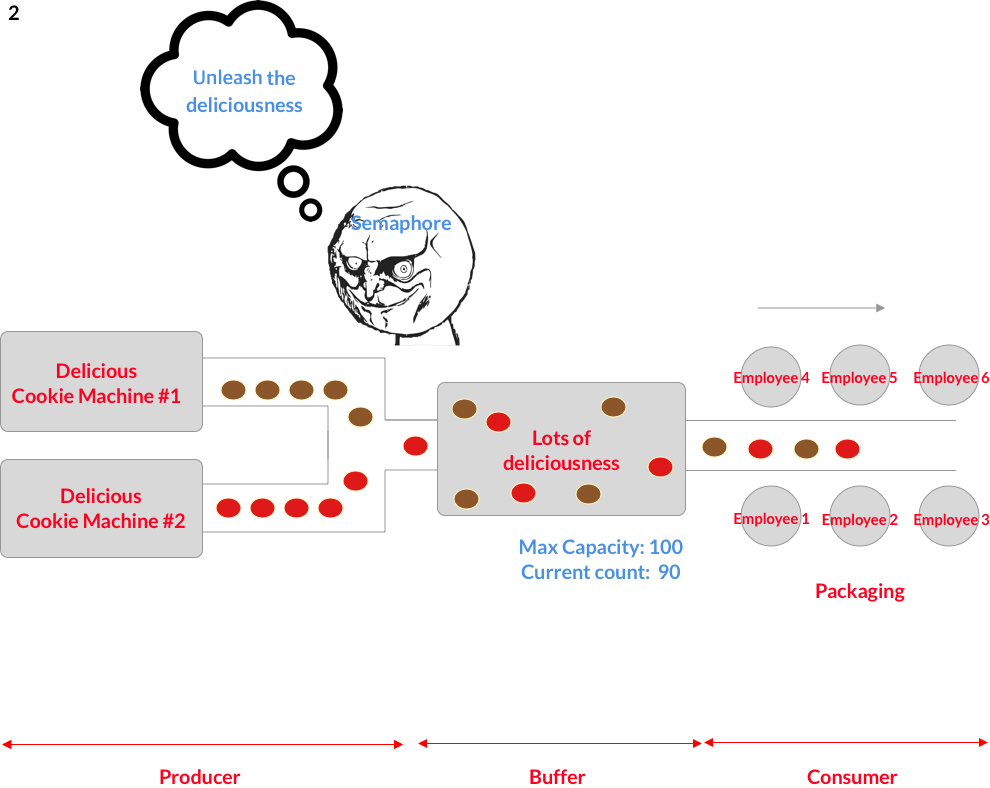 2
Unleash the
deliciousness
Semaphore
Delicious
Cookie Machine #1
Delicious
Cookie Machine #2
Lots of
deliciousness
Max Capacity: 100
Current count: 90
Employee 4
Employee 5
Employee 6
Employee 1
Employee 2
Employee 3
Packaging
Producer
Buffer
Consumer